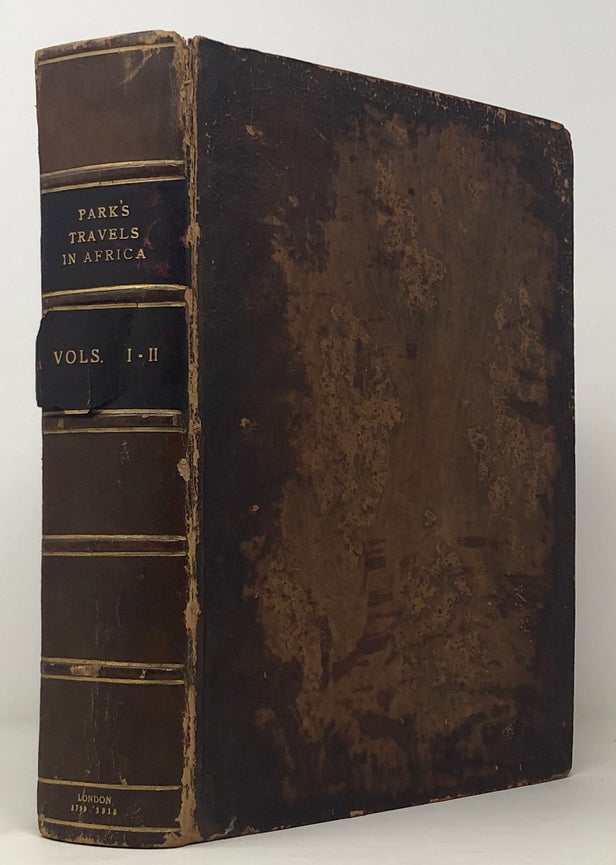 PARK'S
TRAVELS
IN AFRICA
VOLS. I - II
LONDON
1799 1815